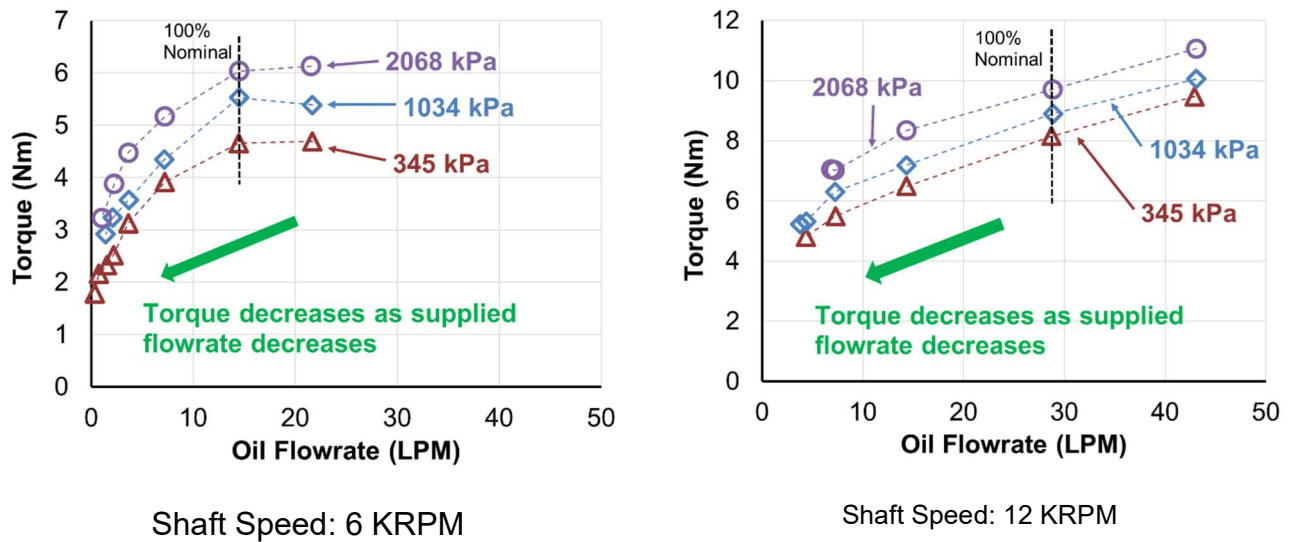 7
6
5
4
3
2
1
0
0
10
20
30
40
50
Torque (Nm)
Oil Flowrate (LPM)
100%
Nominal
2068 kPa
1034 kPa
345 kPa
Torque decreases as supplied
flowrate decreases
Shaft Speed: 6 KRPM
12
10
8
6
4
2
0
0
10
20
30
40
50
Torque (Nm)
Oil Flowrate (LPM)
100%
Nominal
2068 kPa
1034 kPa
345 kPa
Torque decreases as supplied
flowrate decreases
Shaft Speed: 12 KRPM